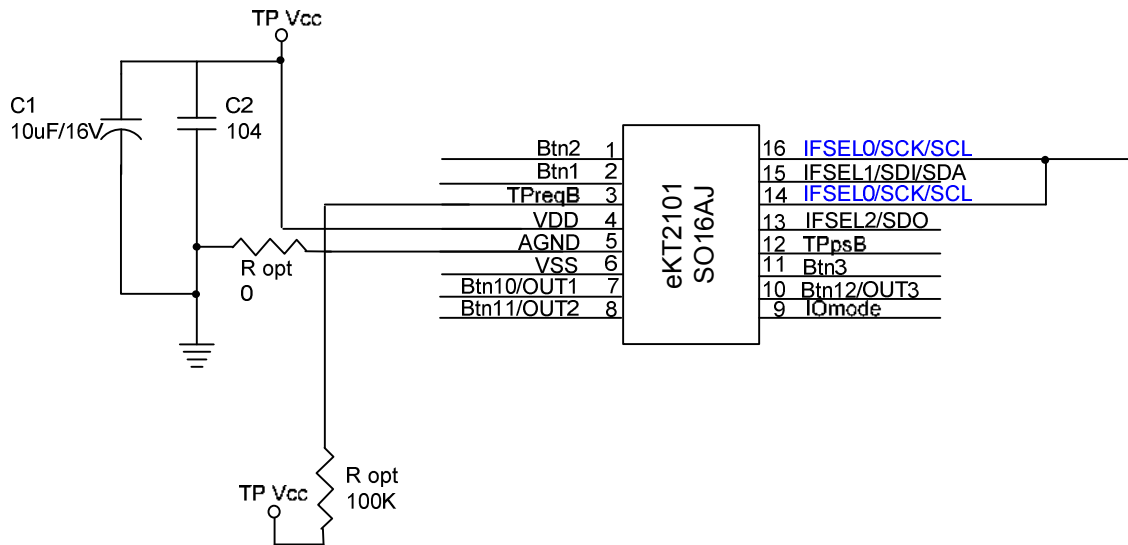 TP Vcc
C1
10uF/16V
C2
104
R opt
0
TP Vcc
R opt
100K
Btn2 1
Btn1 2
TPreqB 3
VDD 4
AGND 5
VSS 6
Btn10/OUT1 7
Btn11/OUT2 8
eKT2101
SO16AJ
16 IFSEL0/SCK/SCL
15 IFSEL1/SDI/SDA
14 IFSEL0/SCK/SCL
13 IFSEL2/SDO
12 TPpsB
11 Btn3
10 Btn12/OUT3
9 IOmode